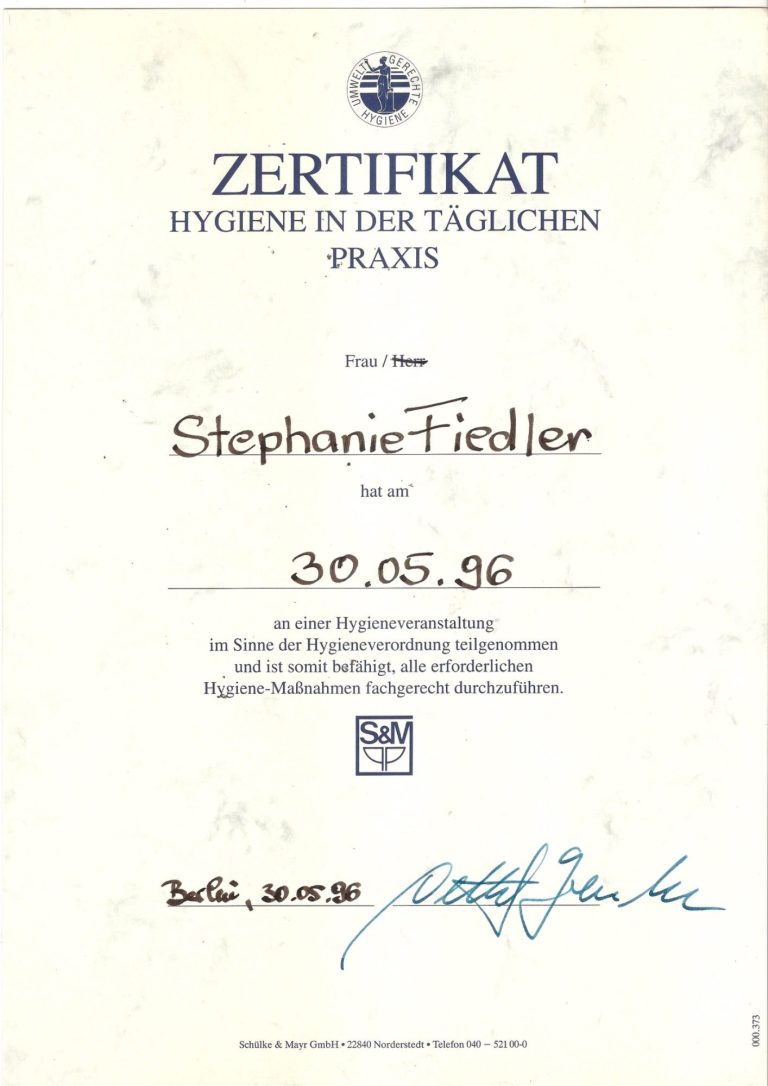 UMWELTGERECHTE HYGIENE
ZERTIFIKAT
HYGIENE IN DER TÄGLICHEN
PRAXIS
Frau / Herr
Stephanie Fiedler
hat am
30.05.96
an einer Hygieneveranstaltung
im Sinne der Hygieneverordnung teilgenommen
und ist somit befähigt, alle erforderlichen
Hygiene-Maßnahmen fachgerecht durchzuführen.
S&M
Berlin, 30.05.96
Schülke & Mayr GmbH • 22840 Norderstedt • Telefon 040 – 521 00-0
000.373